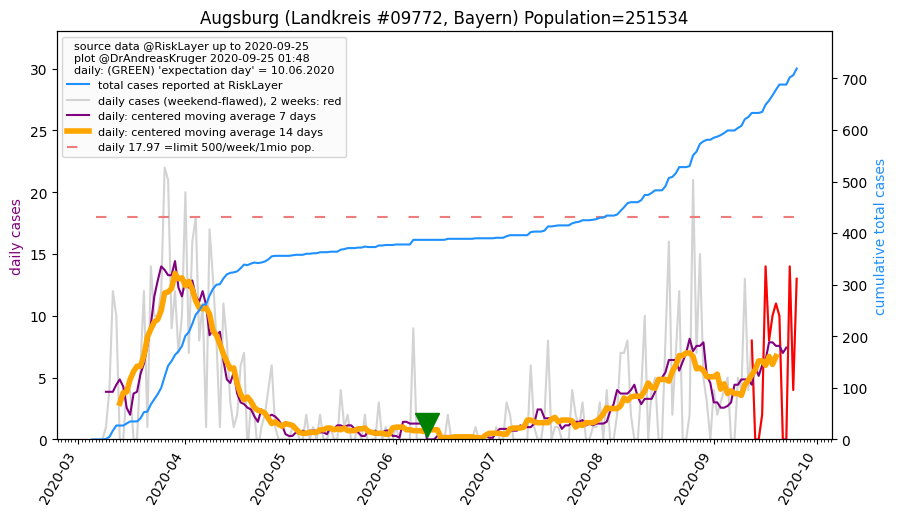 Augsburg (Landkreis #09772, Bayern) Population=251534
source data @RiskLayer up to 2020-09-25
plot @DrAndreasKruger 2020-09-25 01:48
daily: (GREEN) 'expectation day' = 10.06.2020
total cases reported at RiskLayer
daily cases (weekend-flawed), 2 weeks: red
daily: centered moving average 7 days
daily: centered moving average 14 days
daily 17.97 =limit 500/week/1mio pop.
daily cases
30
25
20
15
10
5
0
cumulative total cases
700
600
500
400
300
200
100
0
2020-03
2020-04
2020-05
2020-06
2020-07
2020-08
2020-09
2020-10